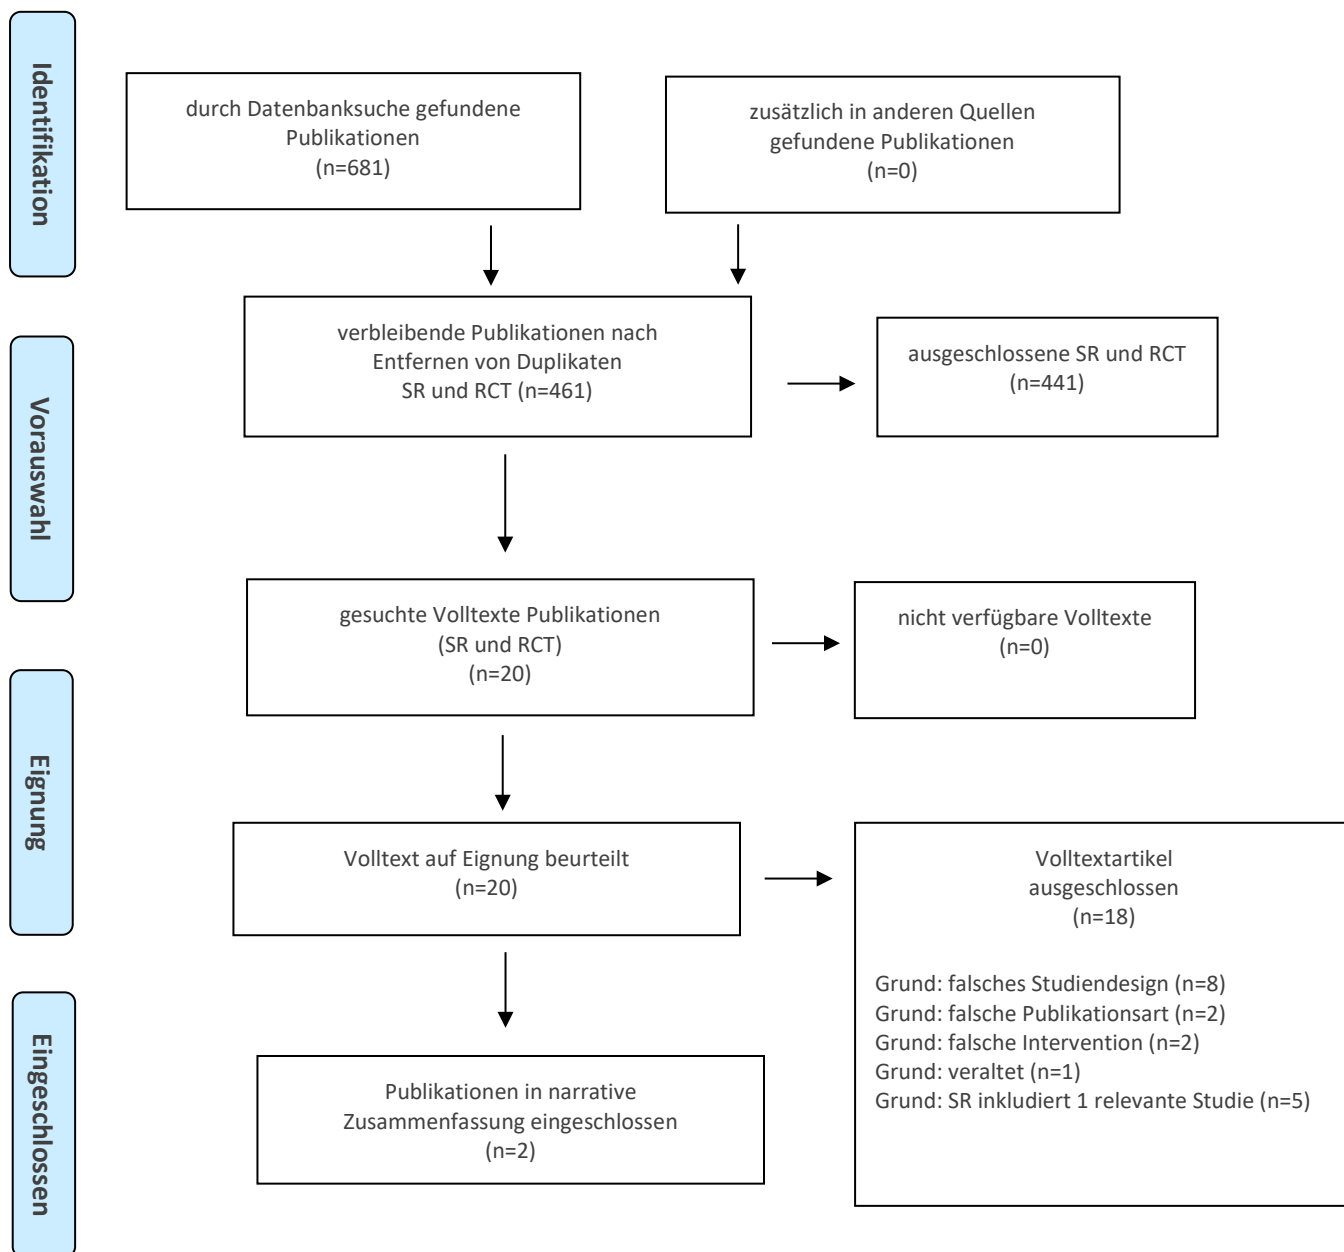 Identifikation
durch Datenbanksuche gefundene
Publikationen
(n=681)
zusätzlich in anderen Quellen
gefundene Publikationen
(n=0)
Vorauswahl
verbleibende Publikationen nach
Entfernen von Duplikaten
SR und RCT (n=461)
ausgeschlossene SR und RCT
(n=441)
gesuchte Volltexte Publikationen
(SR und RCT)
(n=20)
nicht verfügbare Volltexte
(n=0)
Eignung
Volltext auf Eignung beurteilt
(n=20)
Volltextartikel
ausgeschlossen
(n=18)
Grund: falsches Studiendesign (n=8)
Grund: falsche Publikationsart (n=2)
Grund: falsche Intervention (n=2)
Grund: veraltet (n=1)
Grund: SR inkludiert 1 relevante Studie (n=5)
Eingeschlossen
Publikationen in narrative
Zusammenfassung eingeschlossen
(n=2)